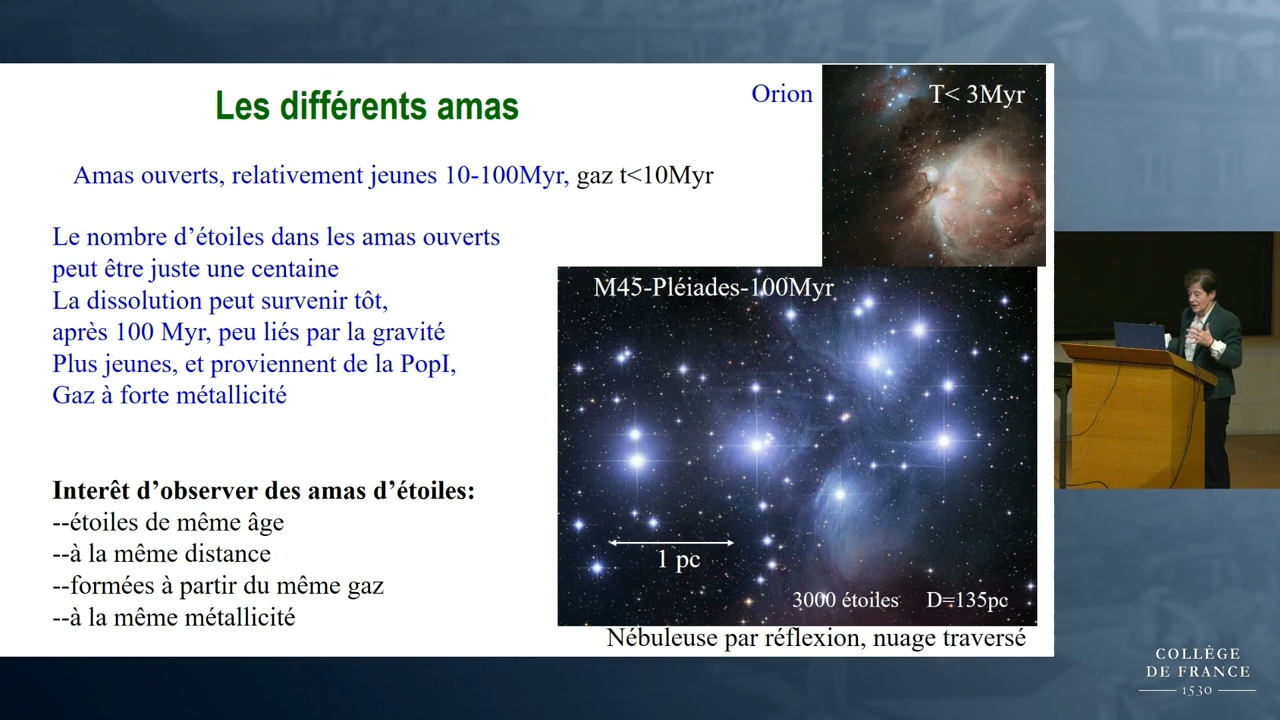 Les différents amas
Orion
T< 3Myr
Amas ouverts, relativement jeunes 10-100Myr, gaz t<10Myr
Le nombre d’étoiles dans les amas ouverts
peut être juste une centaine
La dissolution peut survenir tôt,
après 100 Myr, peu liés par la gravité
Plus jeunes, et proviennent de la PopI,
Gaz à forte métallicité
Interêt d’observer des amas d’étoiles:
--étoiles de même âge
--à la même distance
--formées à partir du même gaz
--à la même métallicité
M45-Pléiades-100Myr
1 pc
3000 étoiles D=135pc
Nébuleuse par réflexion, nuage traversé
COLLÈGE
DE FRANCE
1530